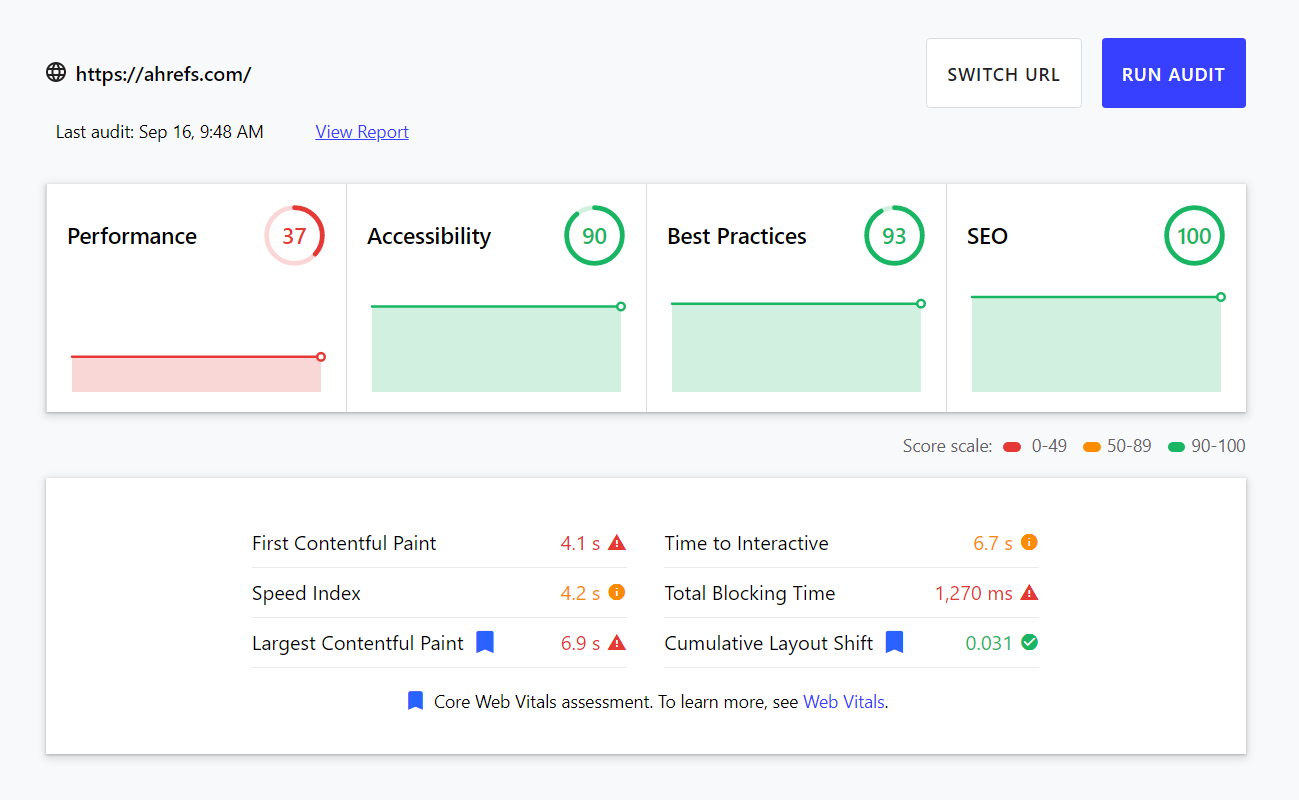 https://ahrefs.com/
SWITCH URL
RUN AUDIT
Last audit: Sep 16, 9:48 AM
View Report
Performance
37
Accessibility
90
Best Practices
93
SEO
100
Score scale: 0-49 50-89 90-100
First Contentful Paint 4.1 s
Time to Interactive 6.7 s
Speed Index 4.2 s
Total Blocking Time 1,270 ms
Largest Contentful Paint 6.9 s
Cumulative Layout Shift 0.031
Core Web Vitals assessment. To learn more, see Web Vitals.